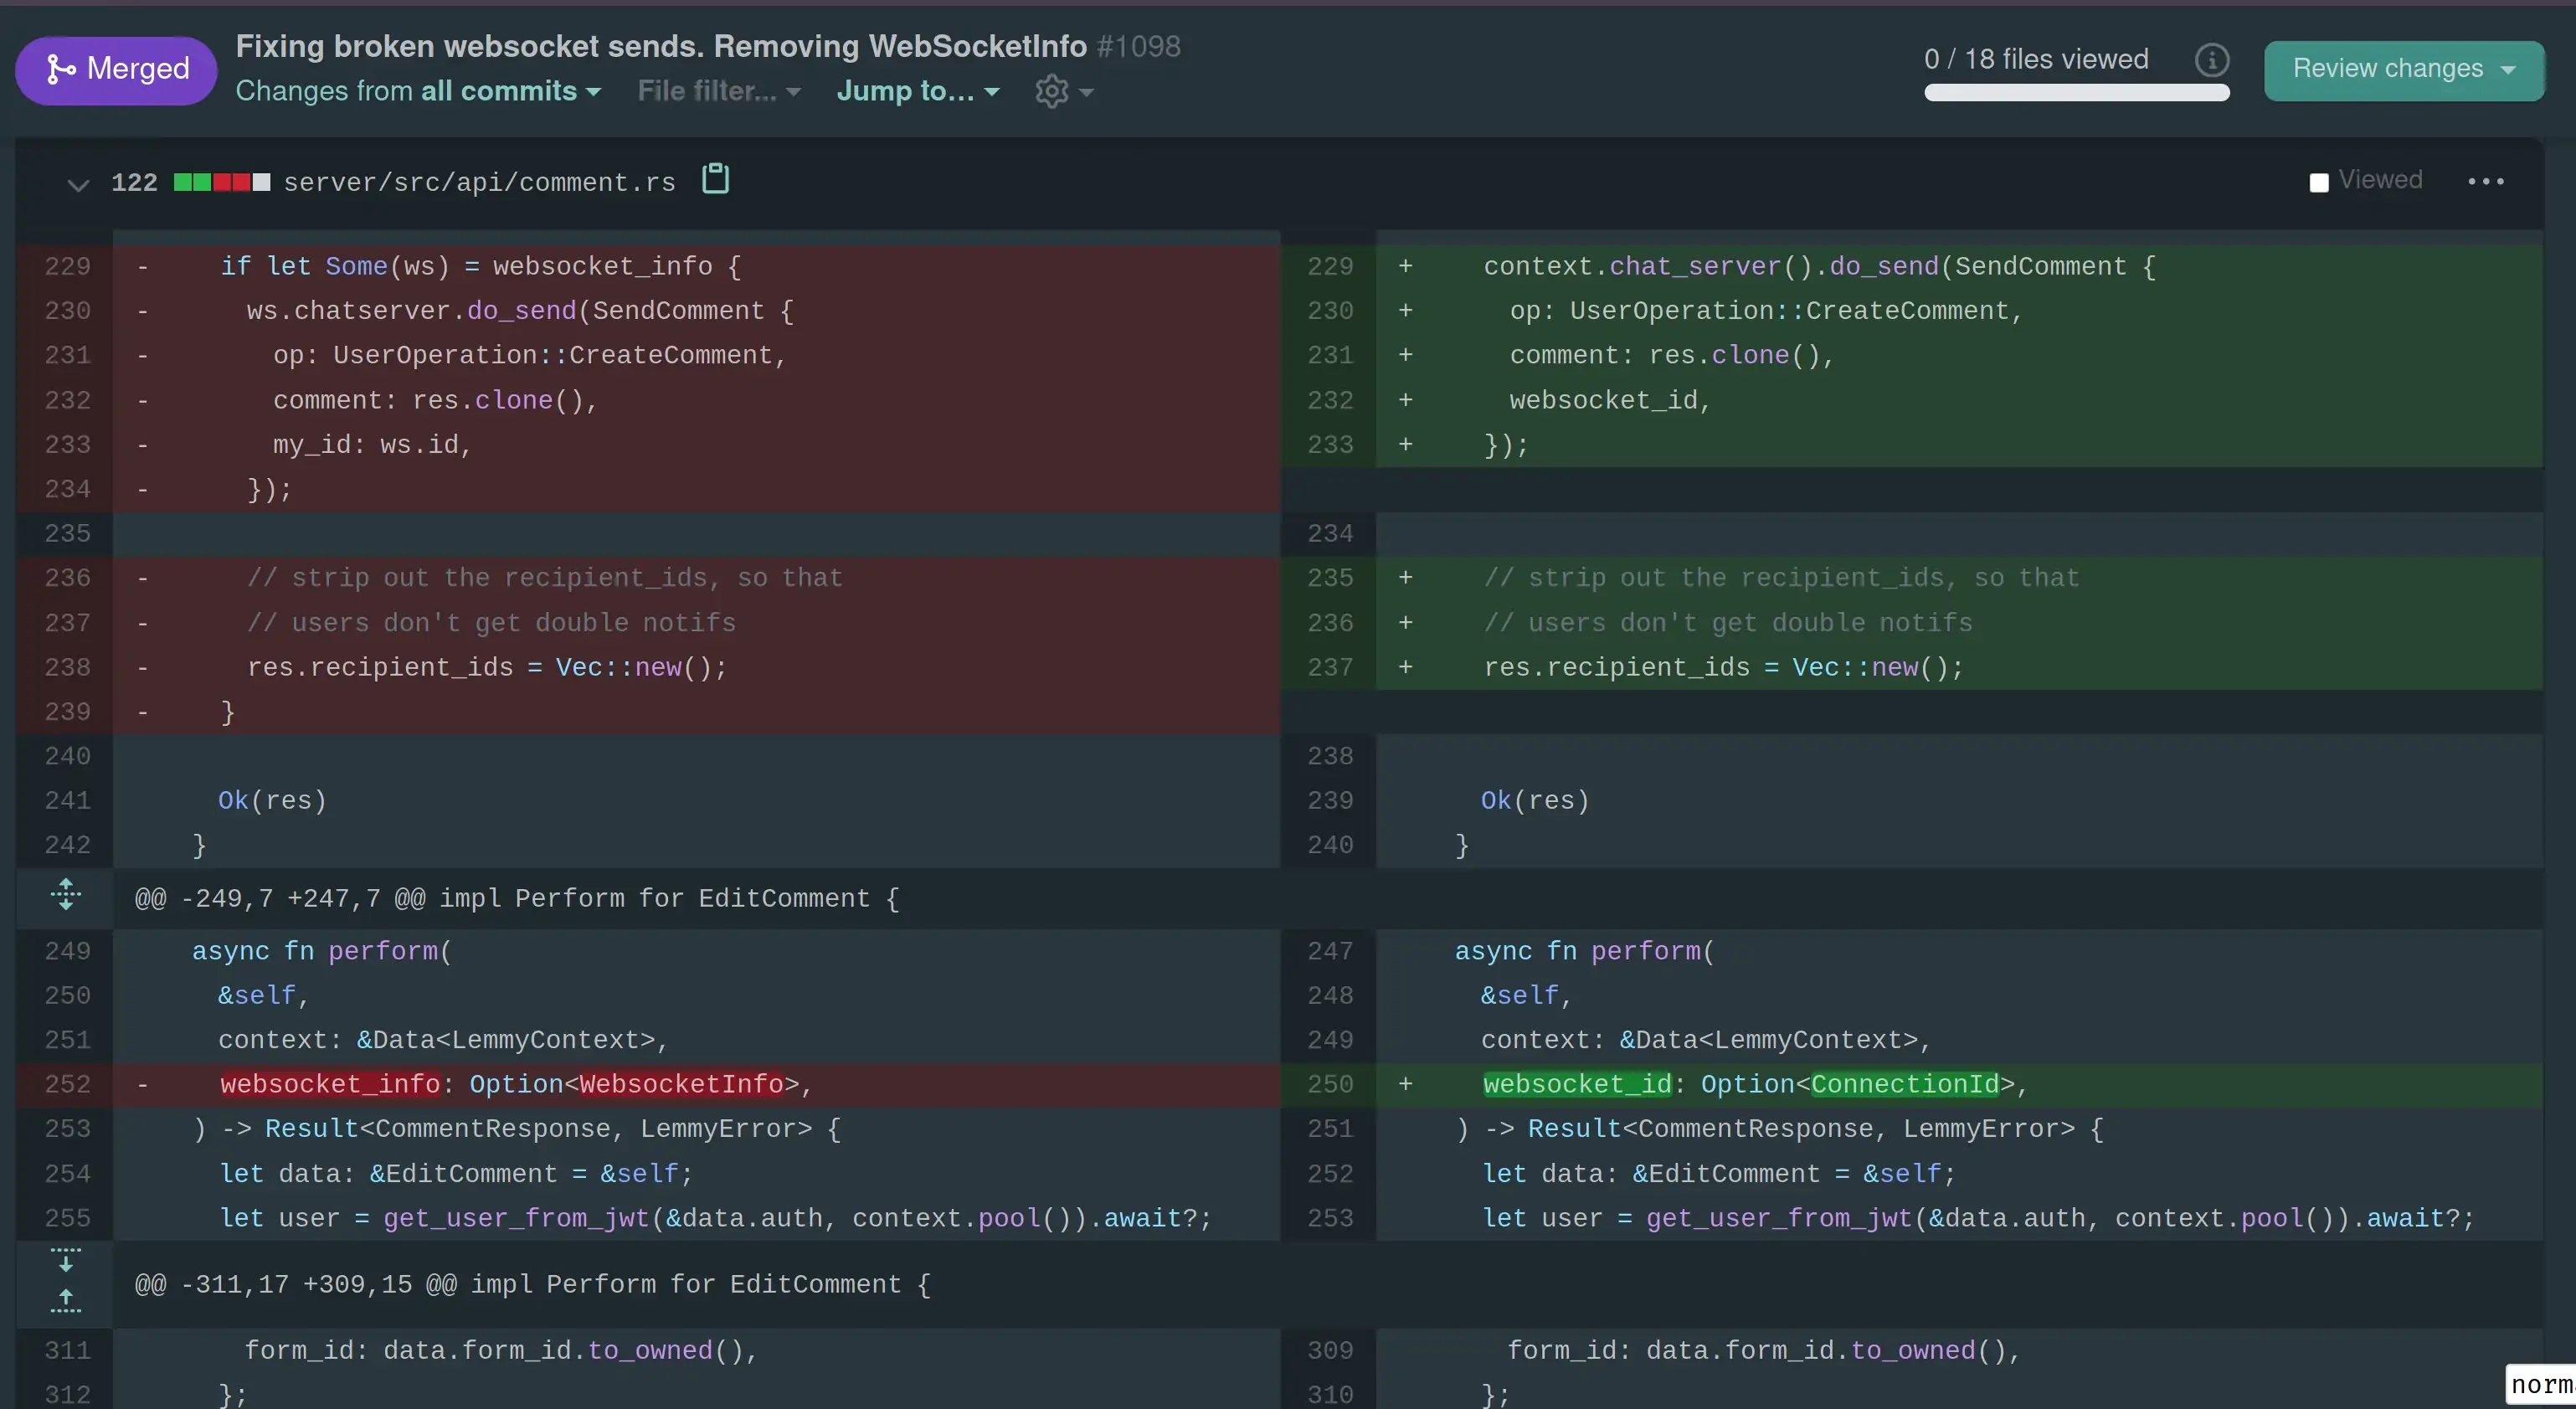 Merged
Fixing broken websocket sends. Removing WebSocketInfo #1098
Changes from all commits File filter... Jump to...
0 / 18 files viewed
Review changes
122 server/src/api/comment.rs
Viewed
229 - if let Some(ws) = websocket_info {
230 - ws.chatserver.do_send(SendComment {
231 - op: UserOperation::CreateComment,
232 - comment: res.clone(),
233 - my_id: ws.id,
234 - });
235
236 - // strip out the recipient_ids, so that
237 - // users don't get double notifs
238 - res.recipient_ids = Vec::new();
239 - }
240
241 Ok(res)
242 }
229 + context.chat_server().do_send(SendComment {
230 + op: UserOperation::CreateComment,
231 + comment: res.clone(),
232 + websocket_id,
233 + });
234
235 + // strip out the recipient_ids, so that
236 + // users don't get double notifs
237 + res.recipient_ids = Vec::new();
238
239 Ok(res)
240 }
@@ -249,7 +247,7 @@ impl Perform for EditComment {
249 async fn perform(
250 &self,
251 context: &Data<LemmyContext>,
252 - websocket_info: Option<WebsocketInfo>,
253 ) -> Result<CommentResponse, LemmyError> {
254 let data: &EditComment = &self;
255 let user = get_user_from_jwt(&data.auth, context.pool()).await?;
247 async fn perform(
248 &self,
249 context: &Data<LemmyContext>,
250 + websocket_id: Option<ConnectionId>,
251 ) -> Result<CommentResponse, LemmyError> {
252 let data: &EditComment = &self;
253 let user = get_user_from_jwt(&data.auth, context.pool()).await?;
@@ -311,17 +309,15 @@ impl Perform for EditComment {
311 form_id: data.form_id.to_owned(),
312 };
309 form_id: data.form_id.to_owned(),
310 };
norm